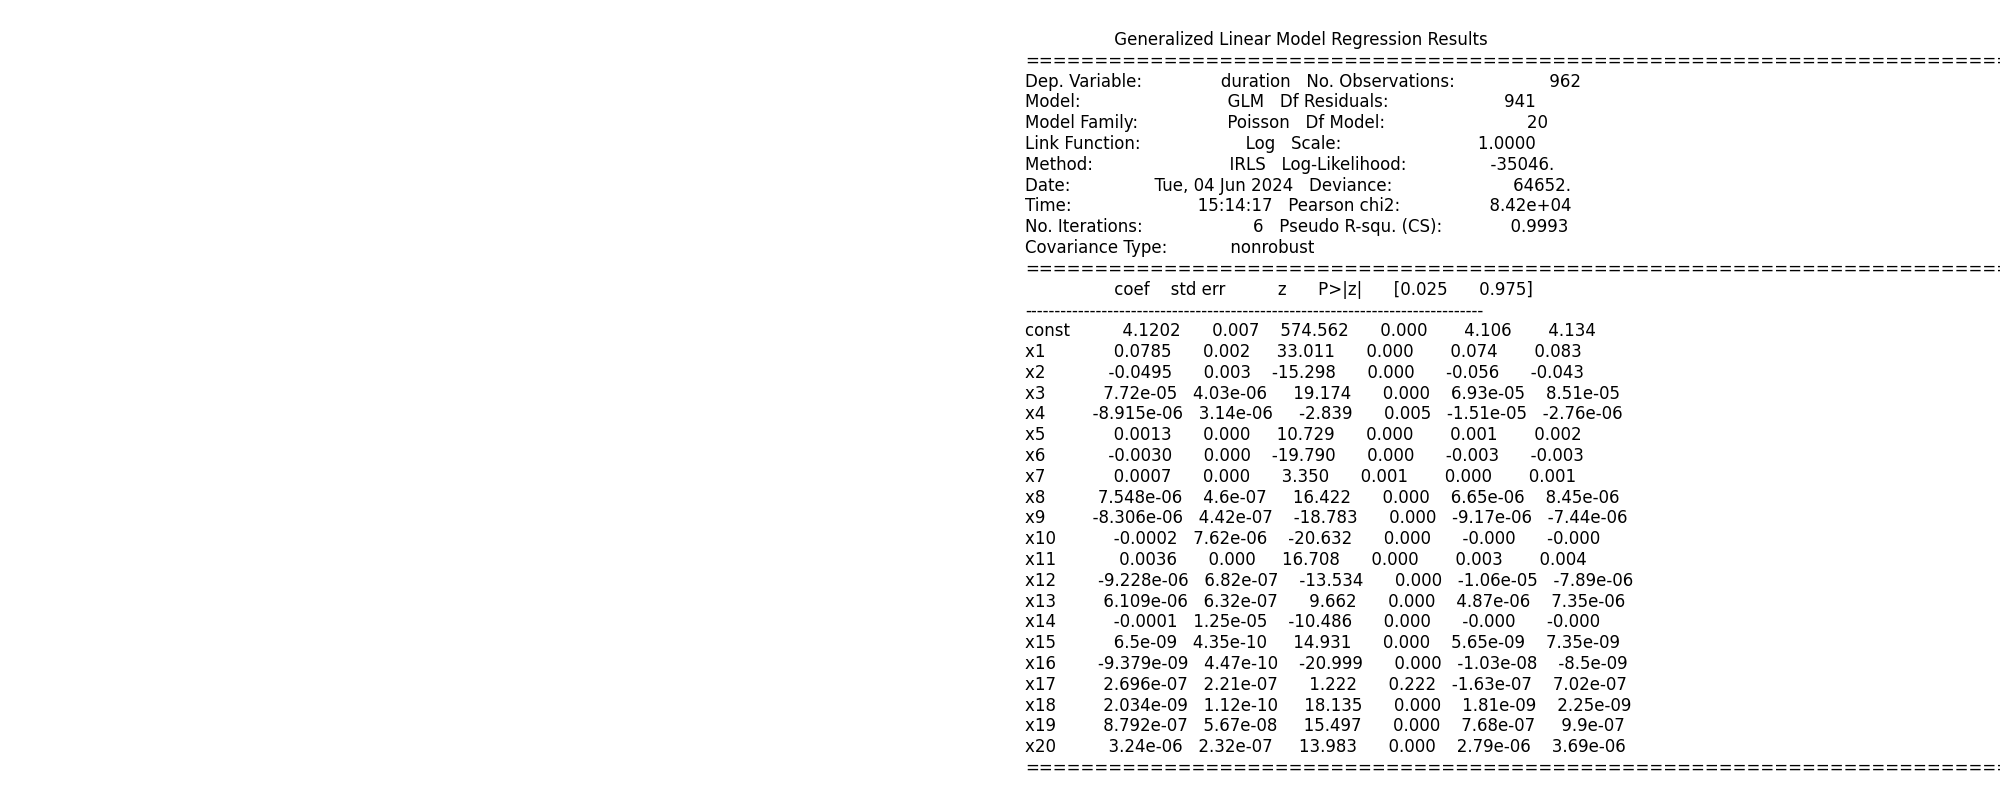 Generalized Linear Model Regression Results
==============================================================================
Dep. Variable: duration No. Observations: 962
Model: GLM Df Residuals: 941
Model Family: Poisson Df Model: 20
Link Function: Log Scale: 1.0000
Method: IRLS Log-Likelihood: -35046.
Date: Tue, 04 Jun 2024 Deviance: 64652.
Time: 15:14:17 Pearson chi2: 8.42e+04
No. Iterations: 6 Pseudo R-squ. (CS): 0.9993
Covariance Type: nonrobust
==============================================================================
coef std err z P>|z| [0.025 0.975]
------------------------------------------------------------------------------
const 4.1202 0.007 574.562 0.000 4.106 4.134
x1 0.0785 0.002 33.011 0.000 0.074 0.083
x2 -0.0495 0.003 -15.298 0.000 -0.056 -0.043
x3 7.72e-05 4.03e-06 19.174 0.000 6.93e-05 8.51e-05
x4 -8.915e-06 3.14e-06 -2.839 0.005 -1.51e-05 -2.76e-06
x5 0.0013 0.000 10.729 0.000 0.001 0.002
x6 -0.0030 0.000 -19.790 0.000 -0.003 -0.003
x7 0.0007 0.000 3.350 0.001 0.000 0.001
x8 7.548e-06 4.6e-07 16.422 0.000 6.65e-06 8.45e-06
x9 -8.306e-06 4.42e-07 -18.783 0.000 -9.17e-06 -7.44e-06
x10 -0.0002 7.62e-06 -20.632 0.000 -0.000 -0.000
x11 0.0036 0.000 16.708 0.000 0.003 0.004
x12 -9.228e-06 6.82e-07 -13.534 0.000 -1.06e-05 -7.89e-06
x13 6.109e-06 6.32e-07 9.662 0.000 4.87e-06 7.35e-06
x14 -0.0001 1.25e-05 -10.486 0.000 -0.000 -0.000
x15 6.5e-09 4.35e-10 14.931 0.000 5.65e-09 7.35e-09
x16 -9.379e-09 4.47e-10 -20.999 0.000 -1.03e-08 -8.5e-09
x17 2.696e-07 2.21e-07 1.222 0.222 -1.63e-07 7.02e-07
x18 2.034e-09 1.12e-10 18.135 0.000 1.81e-09 2.25e-09
x19 8.792e-07 5.67e-08 15.497 0.000 7.68e-07 9.9e-07
x20 3.24e-06 2.32e-07 13.983 0.000 2.79e-06 3.69e-06
==============================================================================